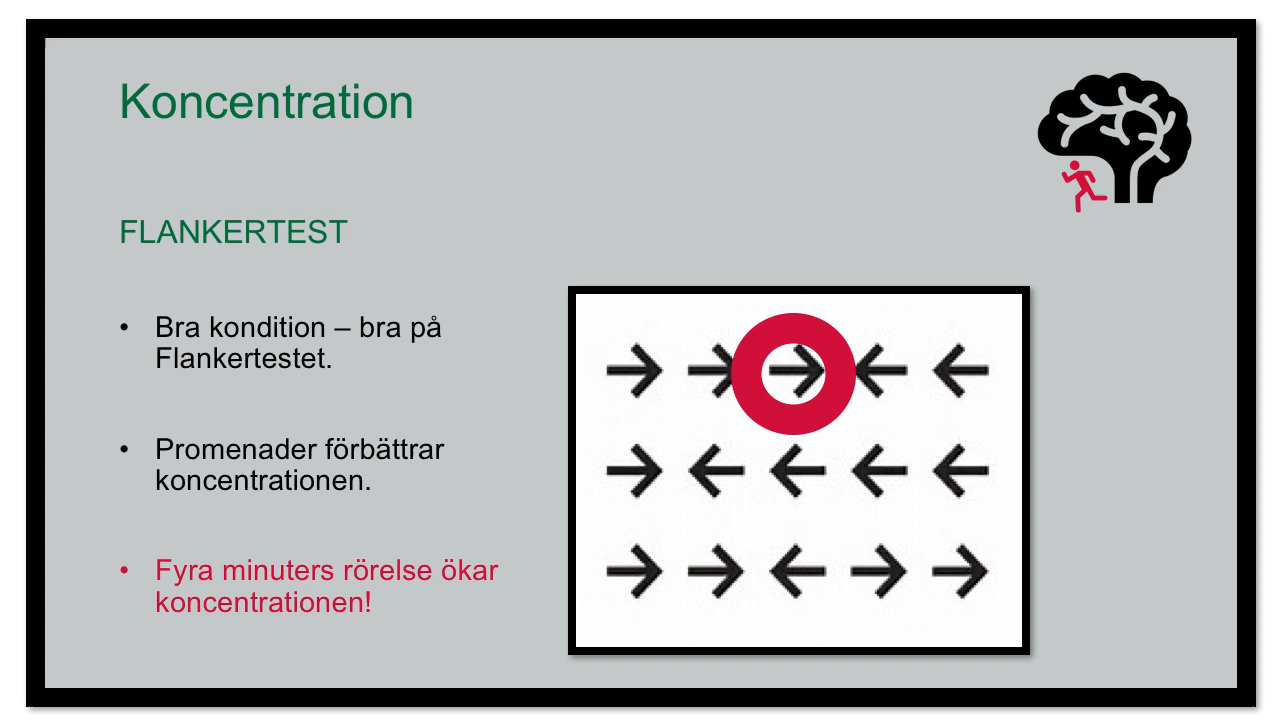 Koncentration
FLANKERTEST
• Bra kondition – bra på
Flankertestet.
• Promenader förbättrar
koncentrationen.
• Fyra minuters rörelse ökar
koncentrationen!